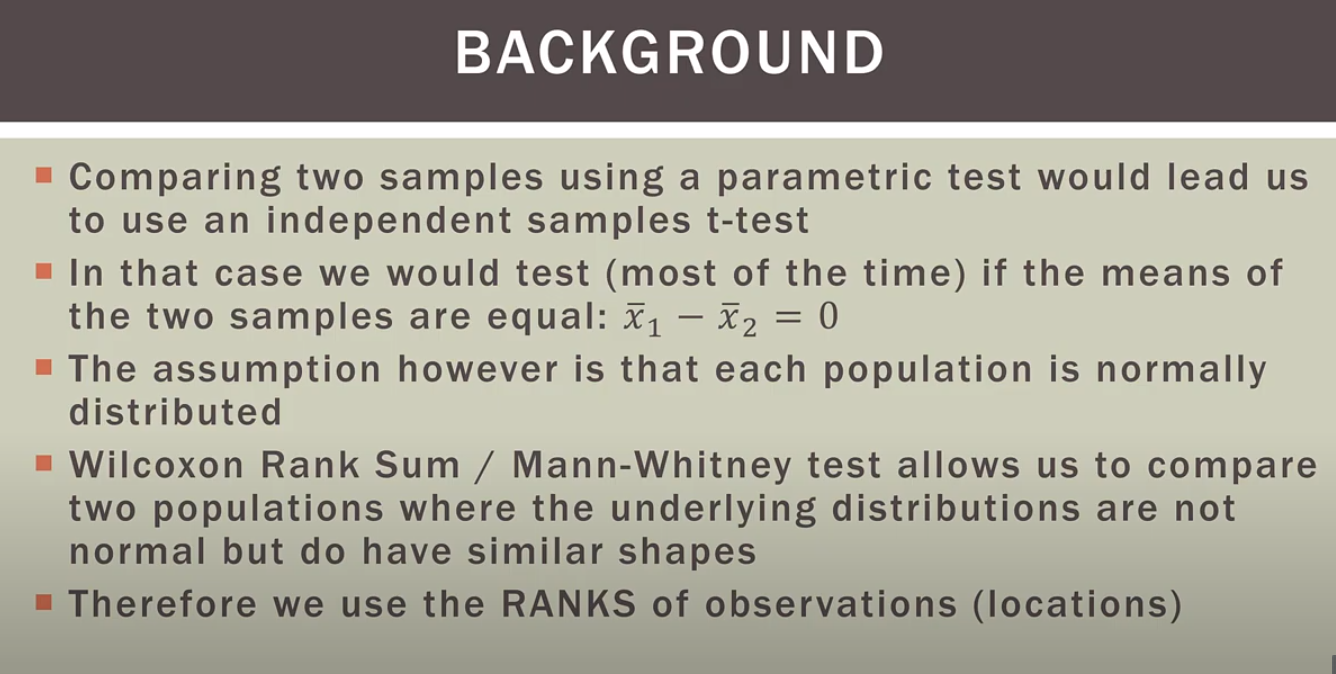 BACKGROUND
Comparing two samples using a parametric test would lead us
to use an independent samples t-test
In that case we would test (most of the time) if the means of
the two samples are equal: x̅₁ − x̅₂ = 0
The assumption however is that each population is normally
distributed
Wilcoxon Rank Sum / Mann-Whitney test allows us to compare
two populations where the underlying distributions are not
normal but do have similar shapes
Therefore we use the RANKS of observations (locations)